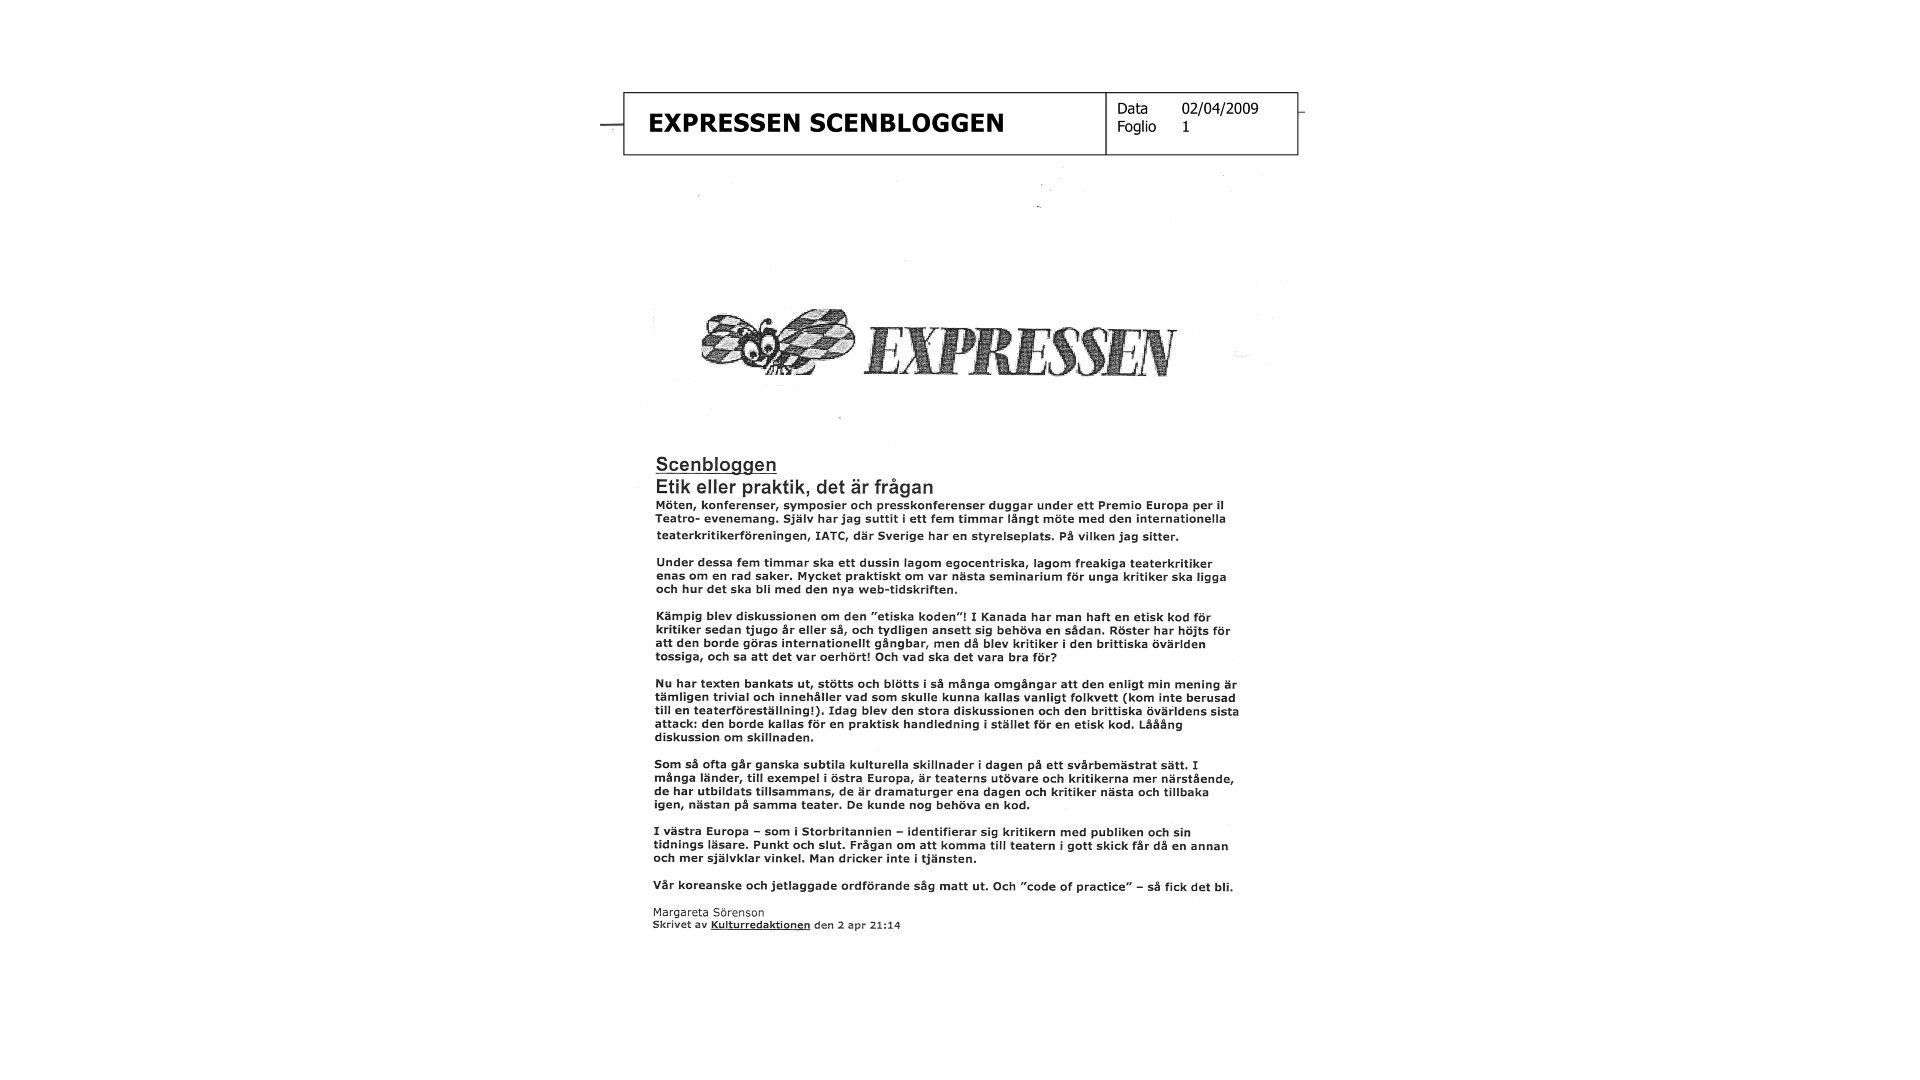 EXPRESSEN SCENBLOGGEN
Data 02/04/2009
Foglio 1
EXPRESSEN
Scenbloggen
Etik eller praktik, det är frågan
Möten, konferenser, symposier och presskonferenser duggar under ett Premio Europa per il
Teatro- evenemang. Själv har jag suttit i ett fem timmar långt möte med den internationella
teaterkritikerföreningen, IATC, där Sverige har en styrelseplats. På vilken jag sitter.
Under dessa fem timmar ska ett dussin lagom egocentriska, lagom freakiga teaterkritiker
enas om en rad saker. Mycket praktiskt om var nästa seminarium för unga kritiker ska ligga
och hur det ska bli med den nya web-tidskriften.
Kämpig blev diskussionen om den ”etiska koden”! I Kanada har man haft en etisk kod för
kritiker sedan tjugo år eller så, och tydligen ansett sig behöva en sådan. Röster har höjts för
att den borde göras internationellt gångbar, men då blev kritiker i den brittiska övärlden
tossiga, och sa att det var oerhört! Och vad ska det vara bra för?
Nu har texten bankats ut, stötts och blötts i så många omgångar att den enligt min mening är
tämligen trivial och innehåller vad som skulle kunna kallas vanligt folkvett (kom inte berusad
till en teaterföreställning!). Idag blev den stora diskussionen och den brittiska övärldens sista
attack: den borde kallas för en praktisk handledning i stället för en etisk kod. Låååång
diskussion om skillnaden.
Som så ofta går ganska subtila kulturella skillnader i dagen på ett svårbemästrat sätt. I
många länder, till exempel i östra Europa, är teaterns utövare och kritikerna mer närstående,
de har utbildats tillsammans, de är dramaturger ena dagen och kritiker nästa och tillbaka
igen, nästan på samma teater. De kunde nog behöva en kod.
I västra Europa – som i Storbritannien – identifierar sig kritikern med publiken och sin
tidnings läsare. Punkt och slut. Frågan om att komma till teatern i gott skick får då en annan
och mer självklar vinkel. Man dricker inte i tjänsten.
Vår koreanske och jetlaggade ordförande såg matt ut. Och ”code of practice” – så fick det bli.
Margareta Sörenson
Skrivet av Kulturredaktionen den 2 apr 21:14